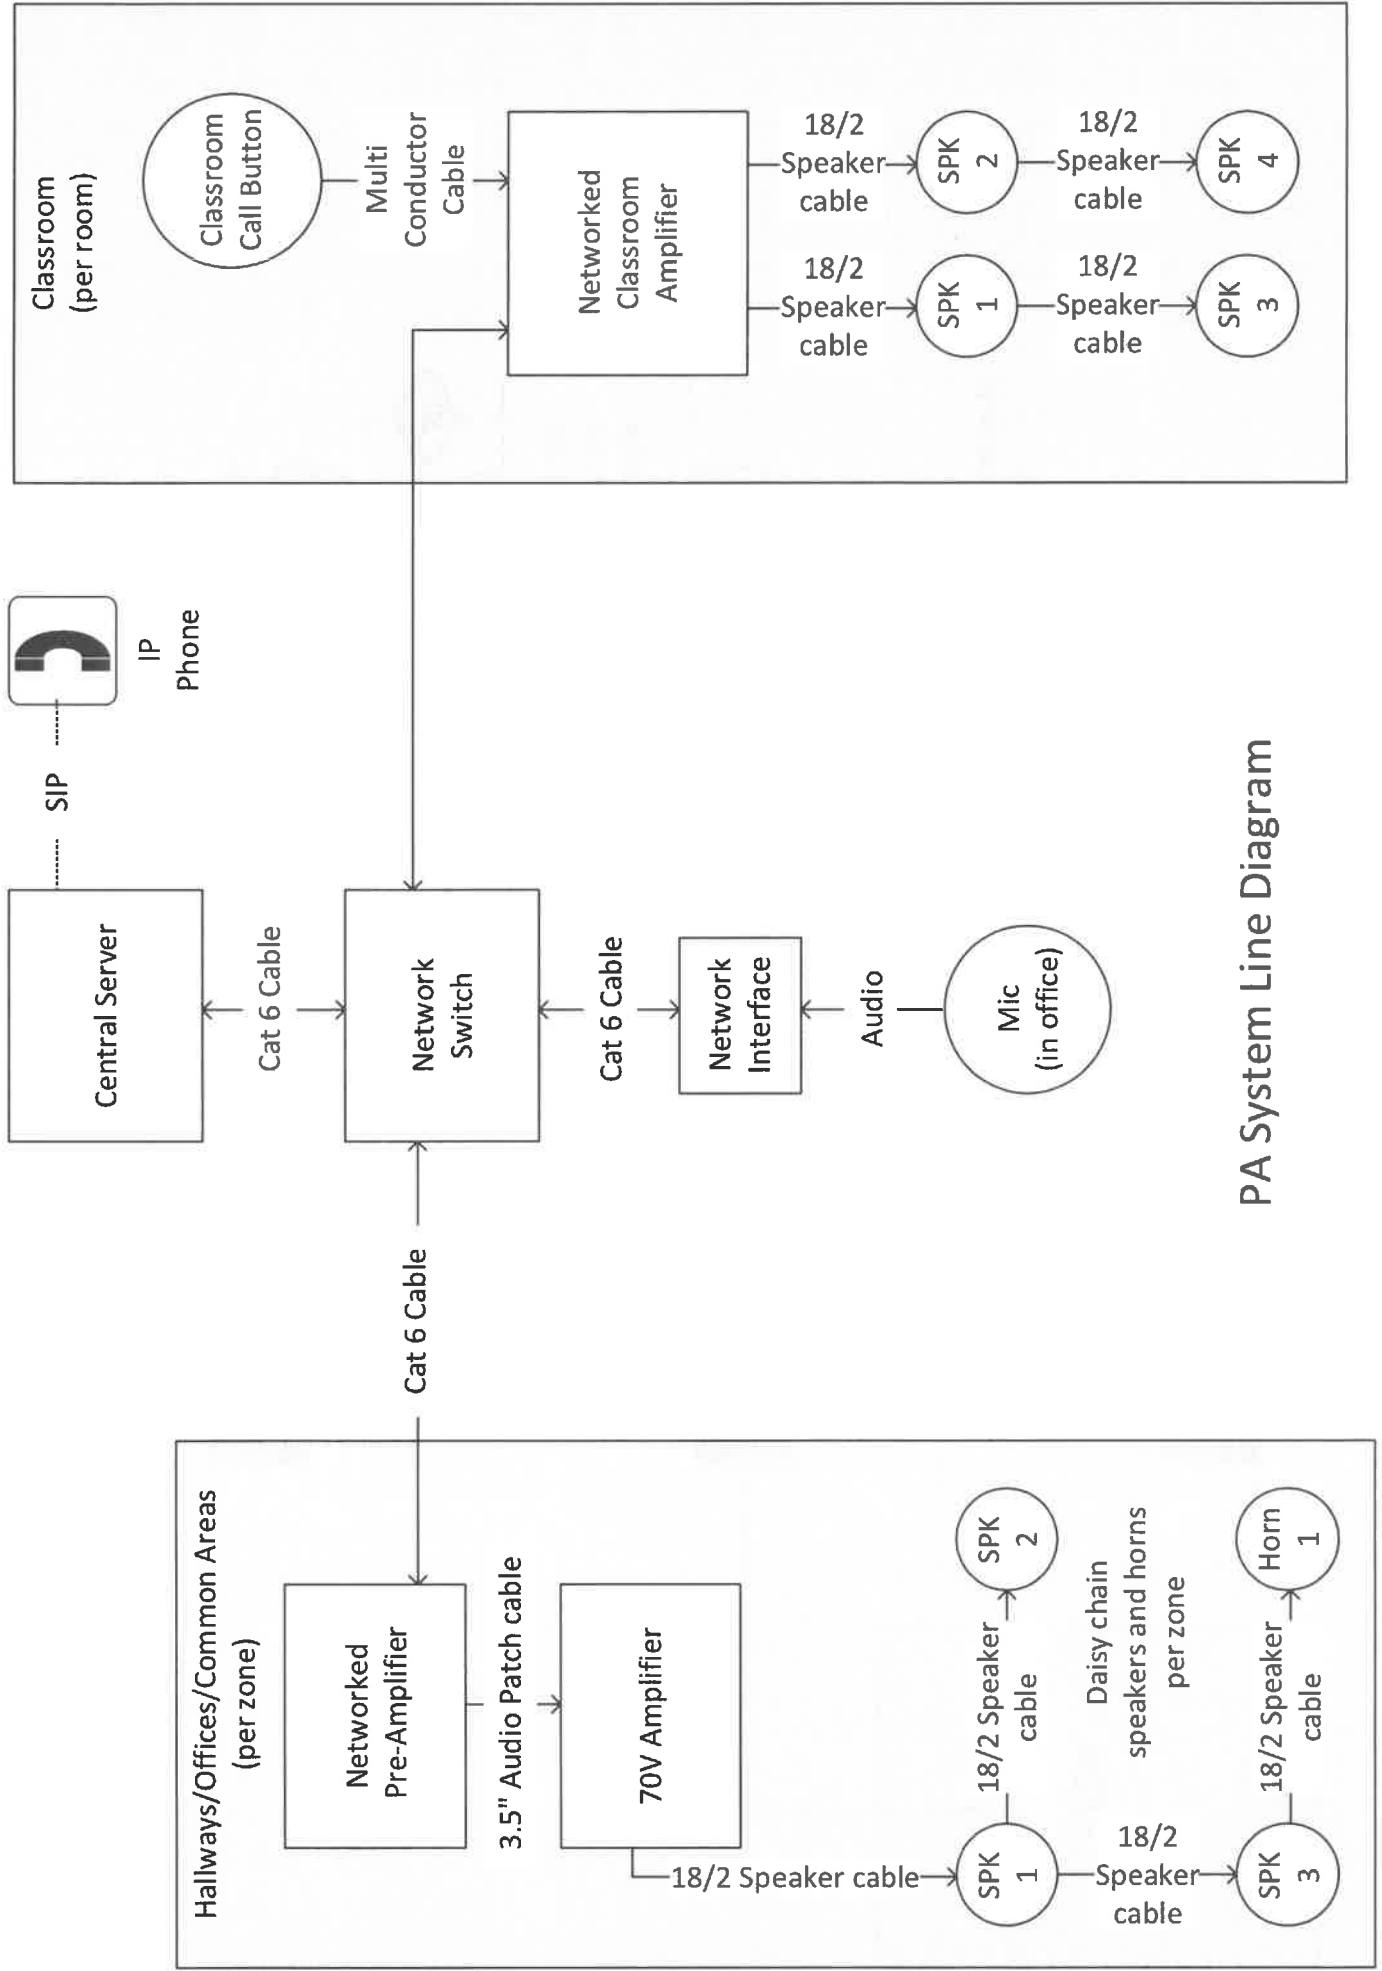 Hallways/Offices/Common Areas
(per zone)
Networked
Pre-Amplifier
3.5" Audio Patch cable
70V Amplifier
18/2 Speaker cable
SPK
1
18/2 Speaker
cable
SPK
2
18/2
Speaker
cable
Daisy chain
speakers and horns
per zone
SPK
3
18/2 Speaker
cable
Horn
1
Cat 6 Cable
Central Server
SIP
IP
Phone
Cat 6 Cable
Network
Switch
Cat 6 Cable
Network
Interface
Audio
Mic
(in office)
PA System Line Diagram
Classroom
(per room)
Classroom
Call Button
Multi
Conductor
Cable
Networked
Classroom
Amplifier
18/2
Speaker
cable
18/2
Speaker
cable
SPK
1
SPK
2
18/2
Speaker
cable
18/2
Speaker
cable
SPK
3
SPK
4